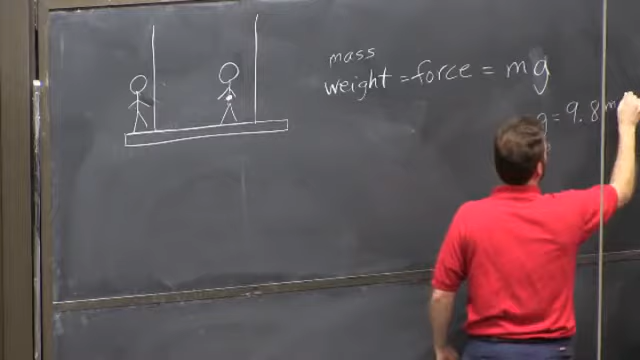 mass
weight = force = mg
g = 9.8 m